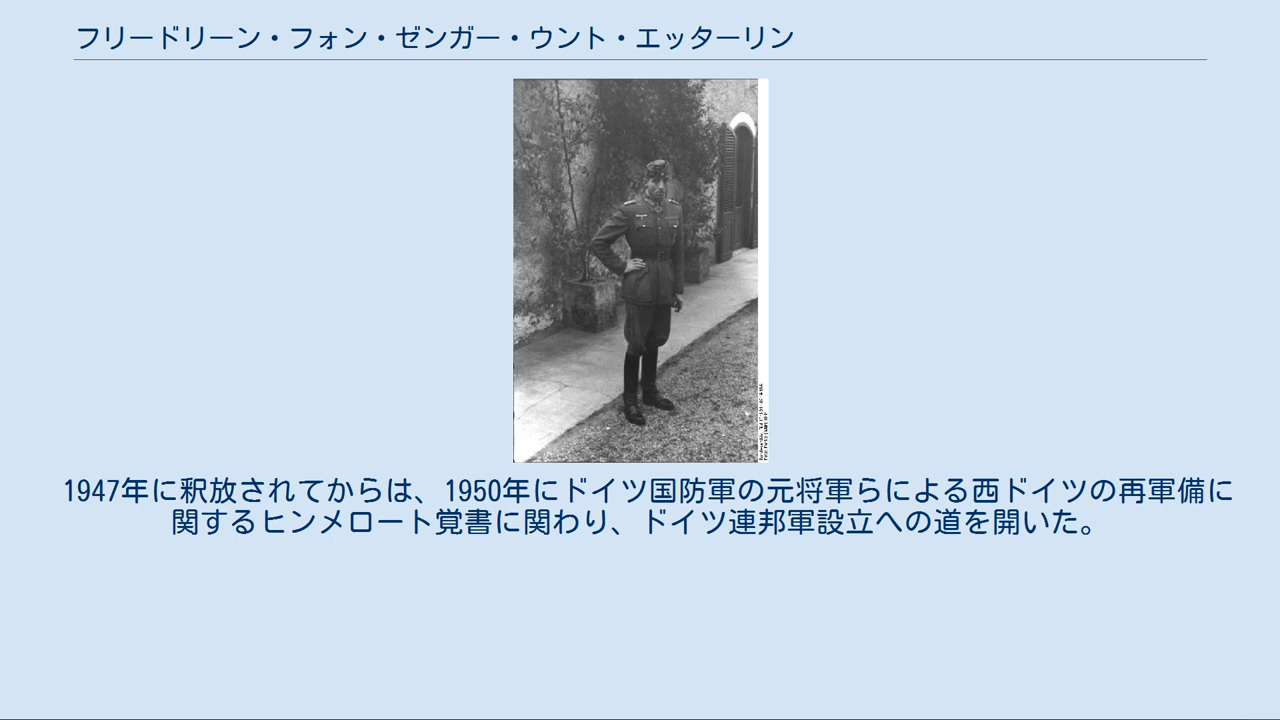 フリードリーン・フォン・ゼンガー・ウント・エッターリン
1947年に釈放されてからは、1950年にドイツ国防軍の元将軍らによる西ドイツの再軍備に
関するヒンメロート覚書に関わり、ドイツ連邦軍設立への道を開いた。